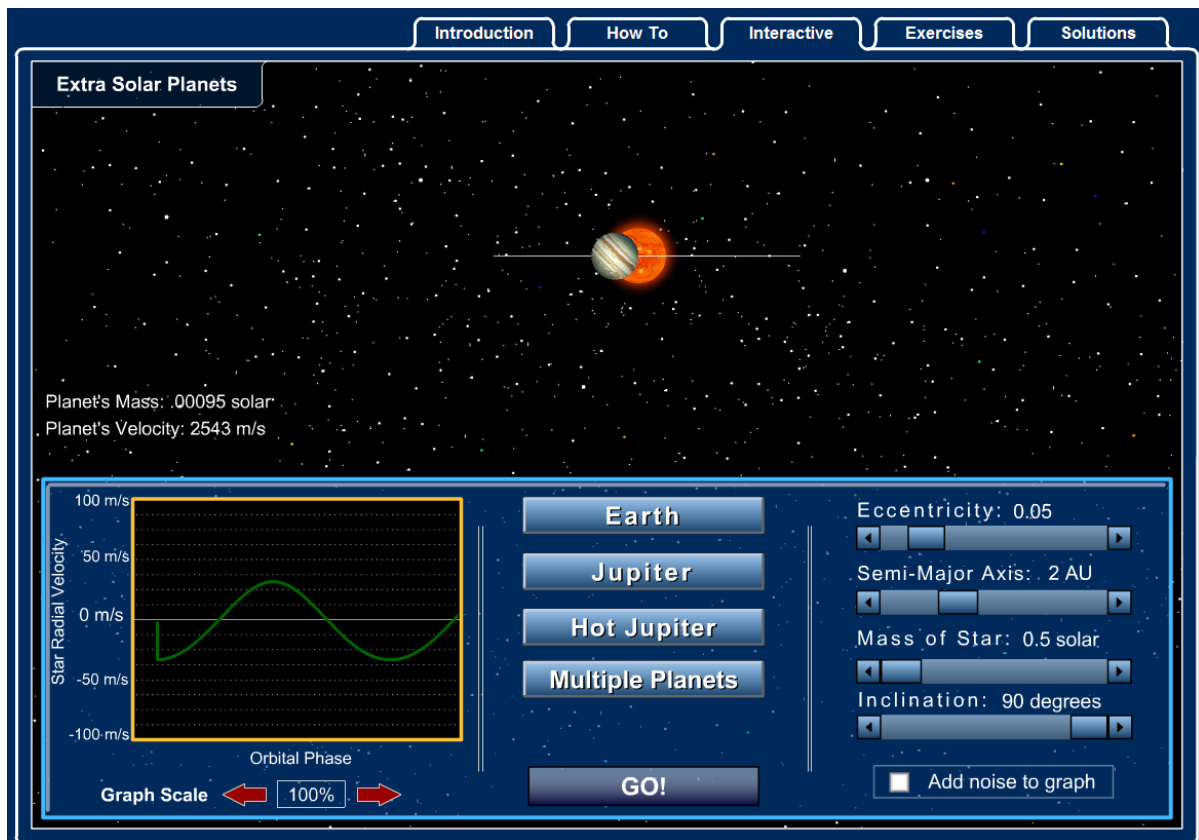 Introduction
How To
Interactive
Exercises
Solutions
Extra Solar Planets
Planet's Mass: .00095 solar
Planet's Velocity: 2543 m/s
Star Radial Velocity
100 m/s
50 m/s
0 m/s
-50 m/s
-100 m/s
Orbital Phase
Graph Scale
100%
Earth
Jupiter
Hot Jupiter
Multiple Planets
GO!
Eccentricity: 0.05
Semi-Major Axis: 2 AU
Mass of Star: 0.5 solar
Inclination: 90 degrees
Add noise to graph